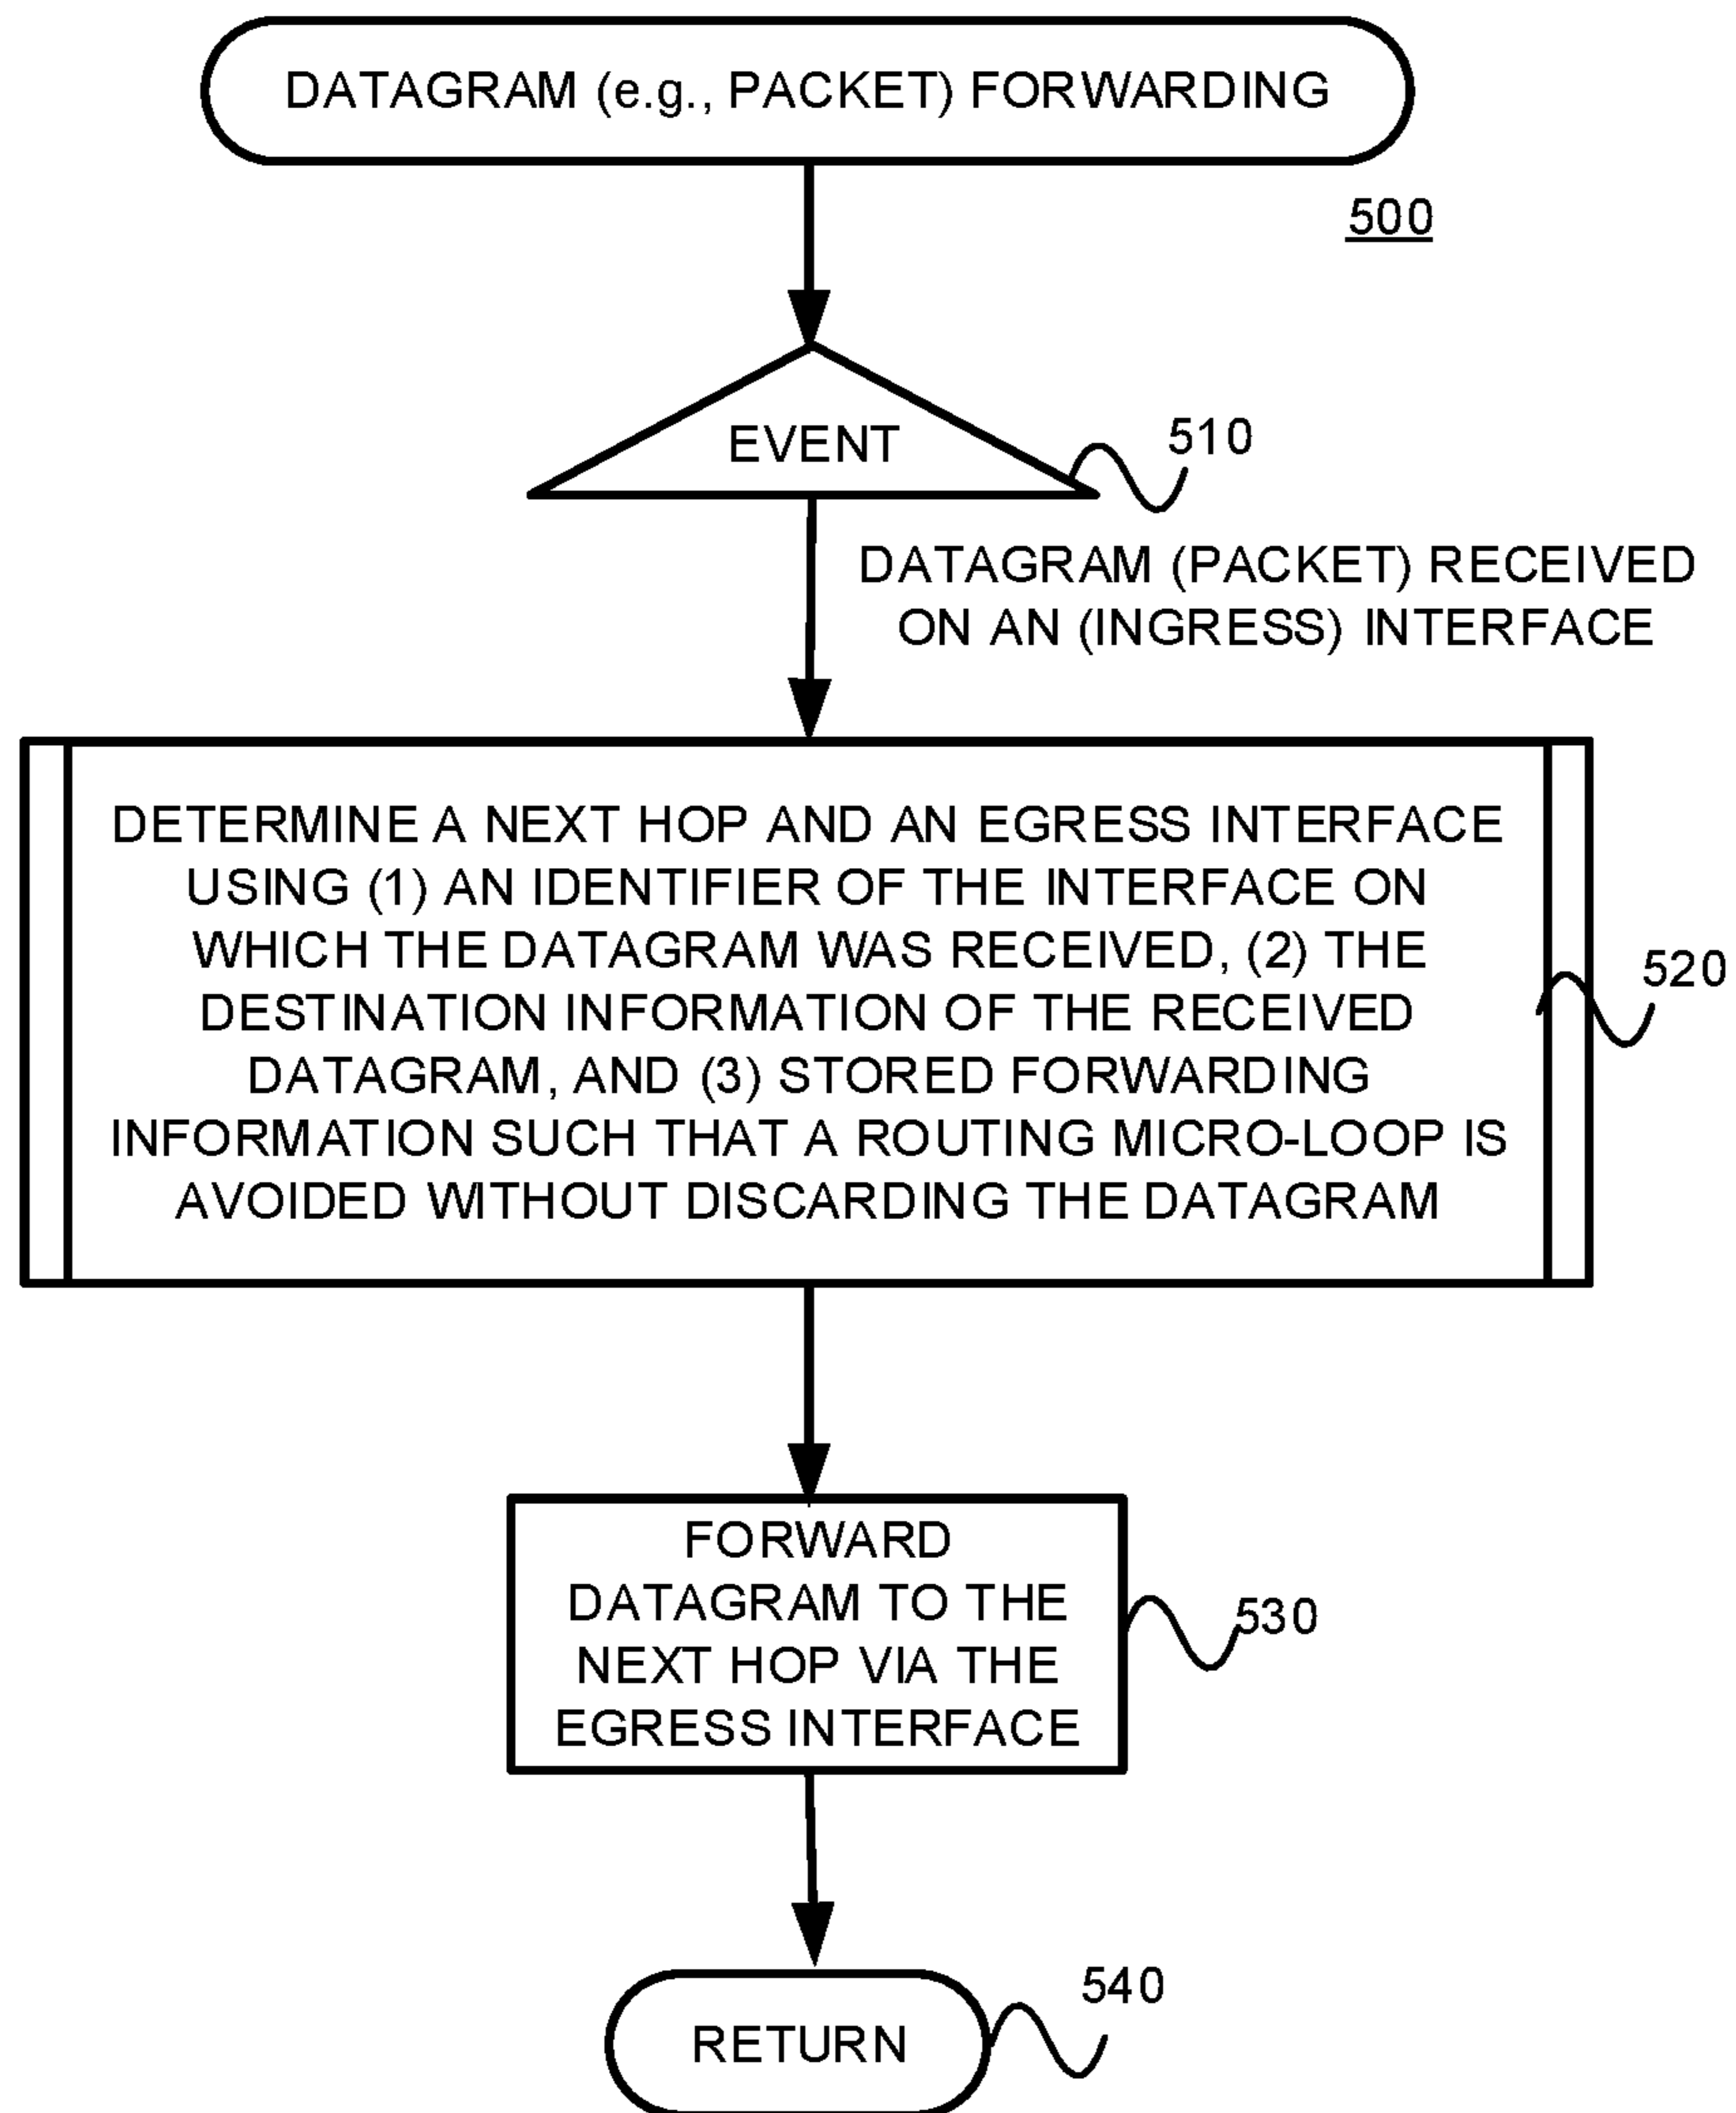 DATAGRAM (e.g., PACKET) FORWARDING
500
EVENT
510
DATAGRAM (PACKET) RECEIVED
ON AN (INGRESS) INTERFACE
DETERMINE A NEXT HOP AND AN EGRESS INTERFACE
USING (1) AN IDENTIFIER OF THE INTERFACE ON
WHICH THE DATAGRAM WAS RECEIVED, (2) THE
DESTINATION INFORMATION OF THE RECEIVED
DATAGRAM, AND (3) STORED FORWARDING
INFORMATION SUCH THAT A ROUTING MICRO-LOOP IS
AVOIDED WITHOUT DISCARDING THE DATAGRAM
520
FORWARD
DATAGRAM TO THE
NEXT HOP VIA THE
EGRESS INTERFACE
530
RETURN
540